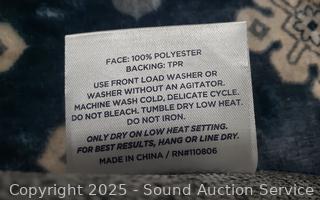 FACE: 100% POLYESTER
BACKING: TPR
USE FRONT LOAD WASHER OR
WASHER WITHOUT AN AGITATOR.
MACHINE WASH COLD, DELICATE CYCLE.
DO NOT BLEACH. TUMBLE DRY LOW HEAT.
DO NOT IRON.
ONLY DRY ON LOW HEAT SETTING.
FOR BEST RESULTS, HANG OR LINE DRY.
MADE IN CHINA / RN#110806
Copyright 2025 - Sound Auction Service